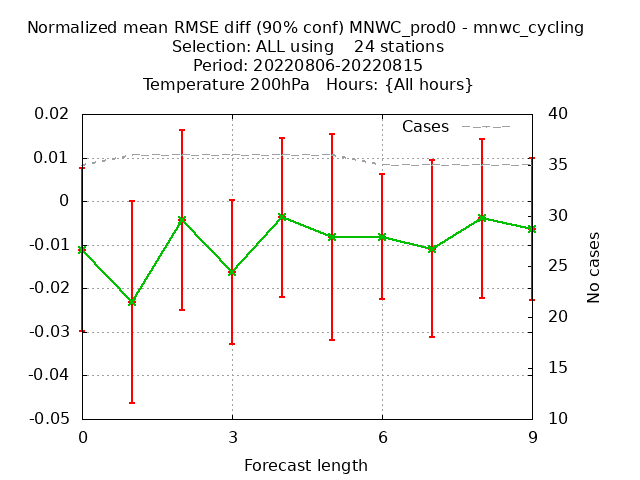 Normalized mean RMSE diff (90% conf) MNWC_prod0 - mnwc_cycling
Selection: ALL using    24 stations
Period: 20220806-20220815
Temperature 200hPa   Hours: {All hours}
Cases
0.02
0.01
0
-0.01
-0.02
-0.03
-0.04
-0.05
40
35
30
25
20
15
10
No cases
0
3
6
9
Forecast length